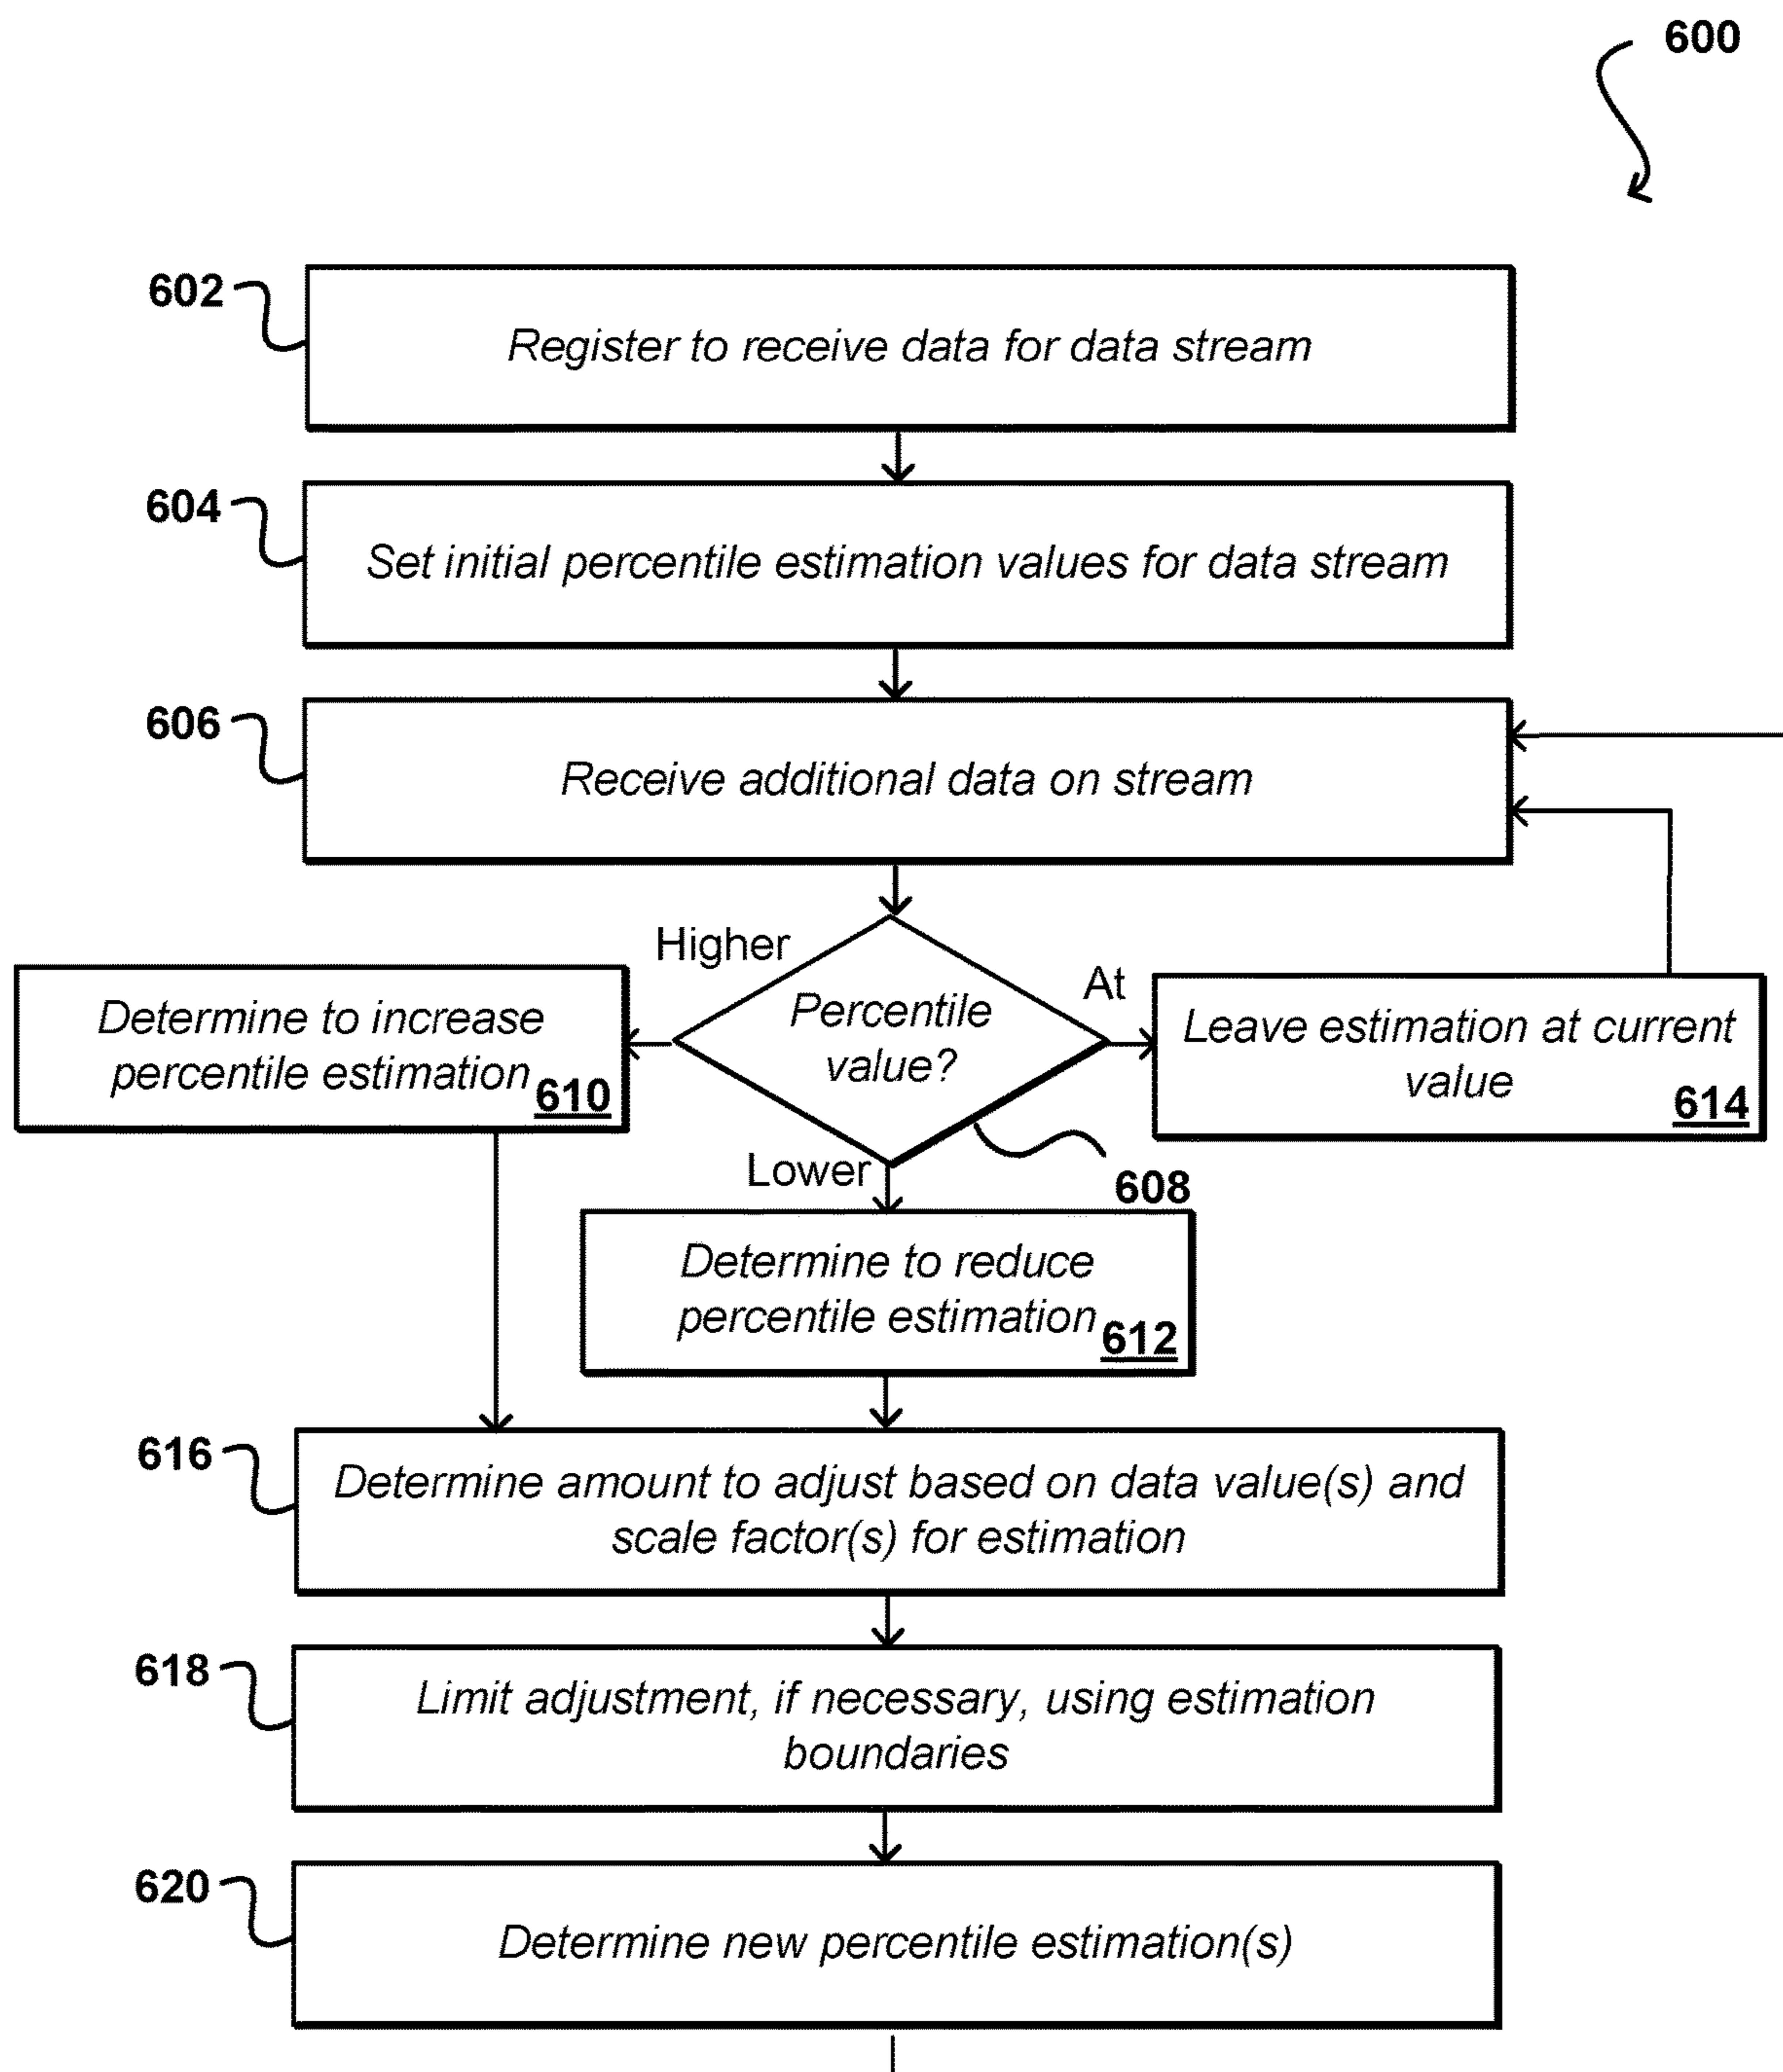 600
602
Register to receive data for data stream
604
Set initial percentile estimation values for data stream
606
Receive additional data on stream
Higher
At
Percentile
value?
Determine to increase
percentile estimation
610
Leave estimation at current
value
614
Lower
608
Determine to reduce
percentile estimation
612
616
Determine amount to adjust based on data value(s) and
scale factor(s) for estimation
618
Limit adjustment, if necessary, using estimation
boundaries
620
Determine new percentile estimation(s)